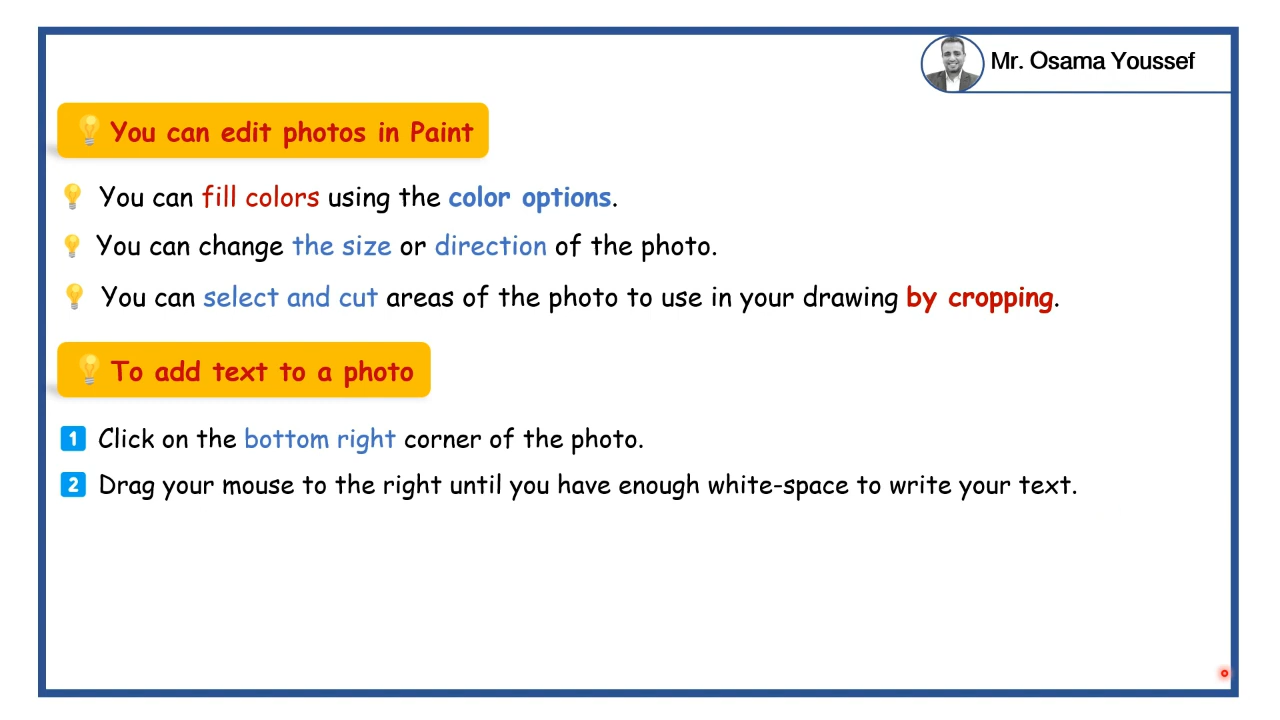 Mr. Osama Youssef
You can edit photos in Paint
You can fill colors using the color options.
You can change the size or direction of the photo.
You can select and cut areas of the photo to use in your drawing by cropping.
To add text to a photo
1 Click on the bottom right corner of the photo.
2 Drag your mouse to the right until you have enough white-space to write your text.